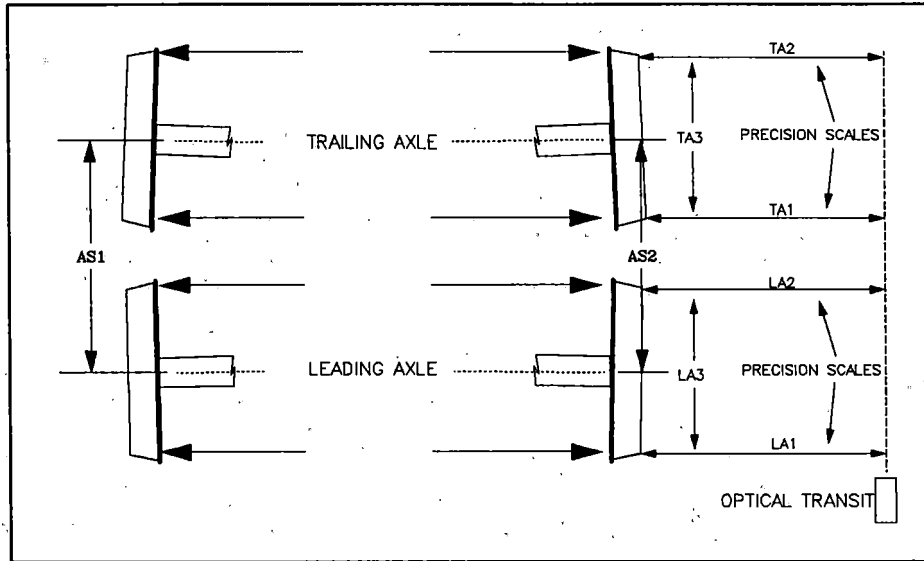 TA2
TRAILING AXLE
TA3
PRECISION SCALES
TA1
AS1
AS2
LA2
LEADING AXLE
LA3
PRECISION SCALES
LA1
OPTICAL TRANSIT